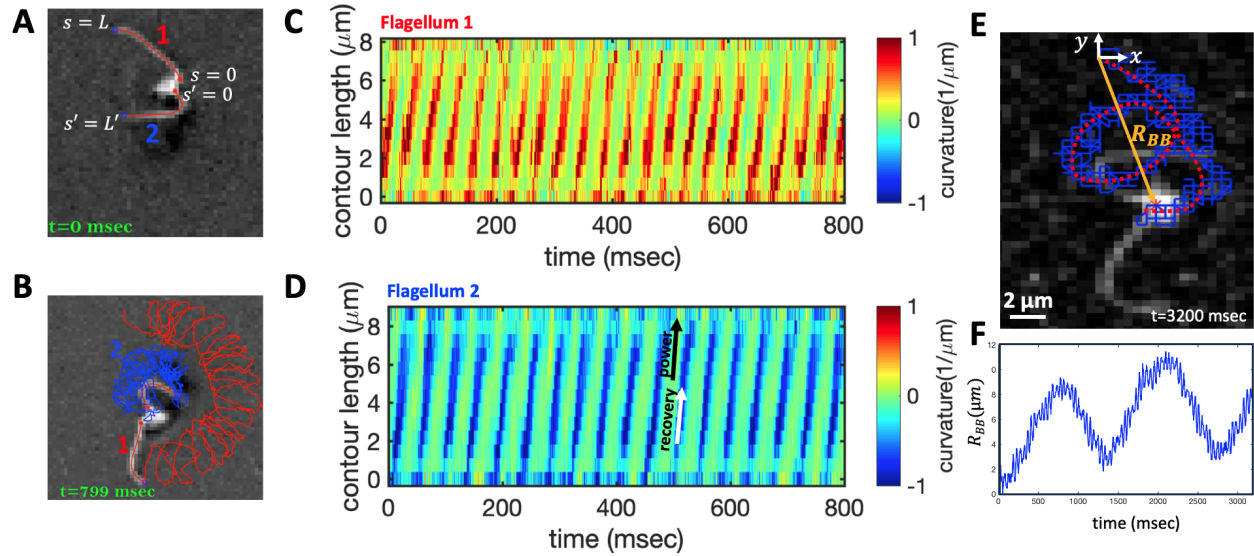 A
s = L
1
s = 0
s′ = 0
s′ = L′
2
t=0 msec
B
2
1
t=799 msec
C
Flagellum 1
contour length (μm)
8
6
4
2
0
0
200
400
600
800
time (msec)
1
0
-1
curvature(1/μm)
D
Flagellum 2
contour length (μm)
8
6
4
2
0
recovery
power
0
200
400
600
800
time (msec)
1
0
-1
curvature(1/μm)
E
y
x
R_BB
2 μm
t=3200 msec
F
R_BB(μm)
12
10
8
6
4
2
0
0
500
1000
1500
2000
2500
3000
time (msec)